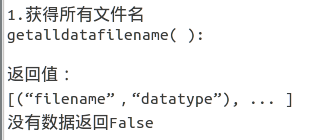 1.获得所有文件名
getalldatafilename( ):
返回值：
[(“filename”,“datatype”), ... ]
没有数据返回False